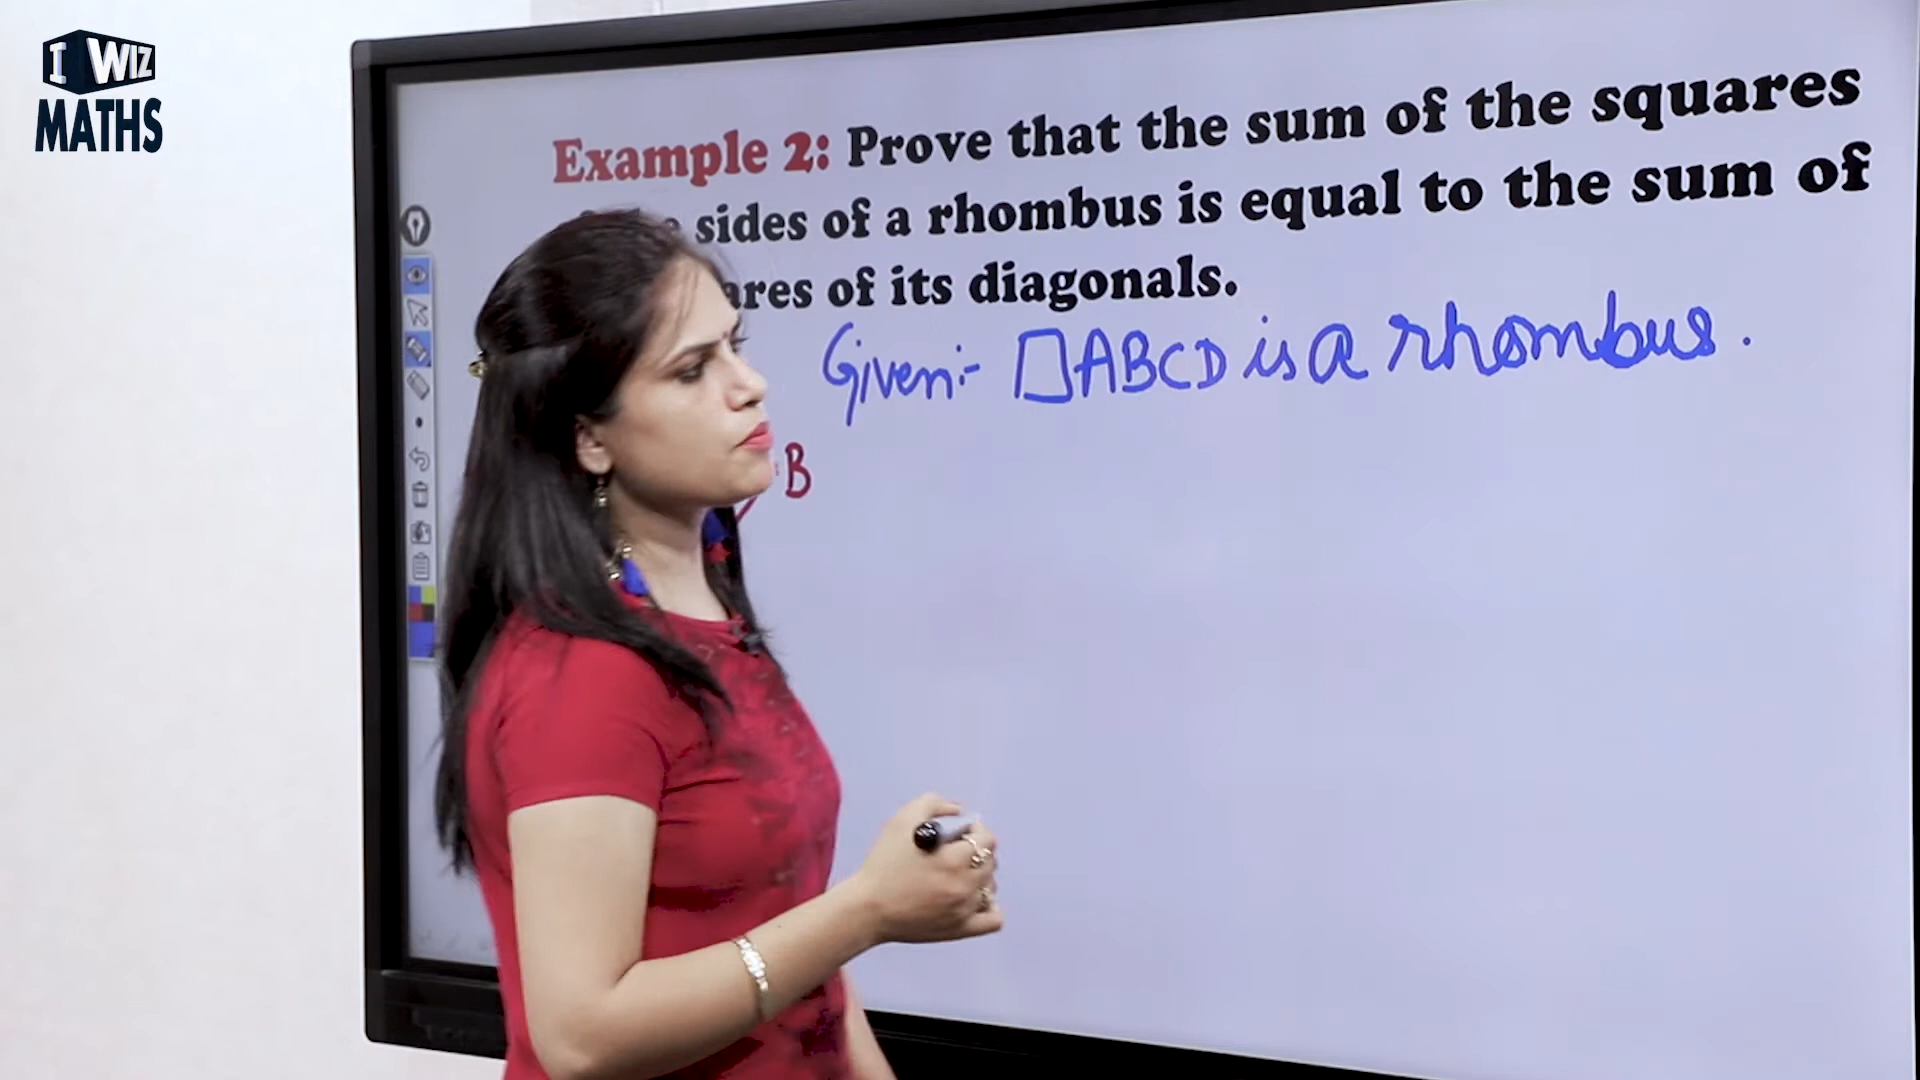 I WIZ
MATHS
Example 2: Prove that the sum of the squares
sides of a rhombus is equal to the sum of
of its diagonals.
Given:- □ABCD is a rhombus.
B